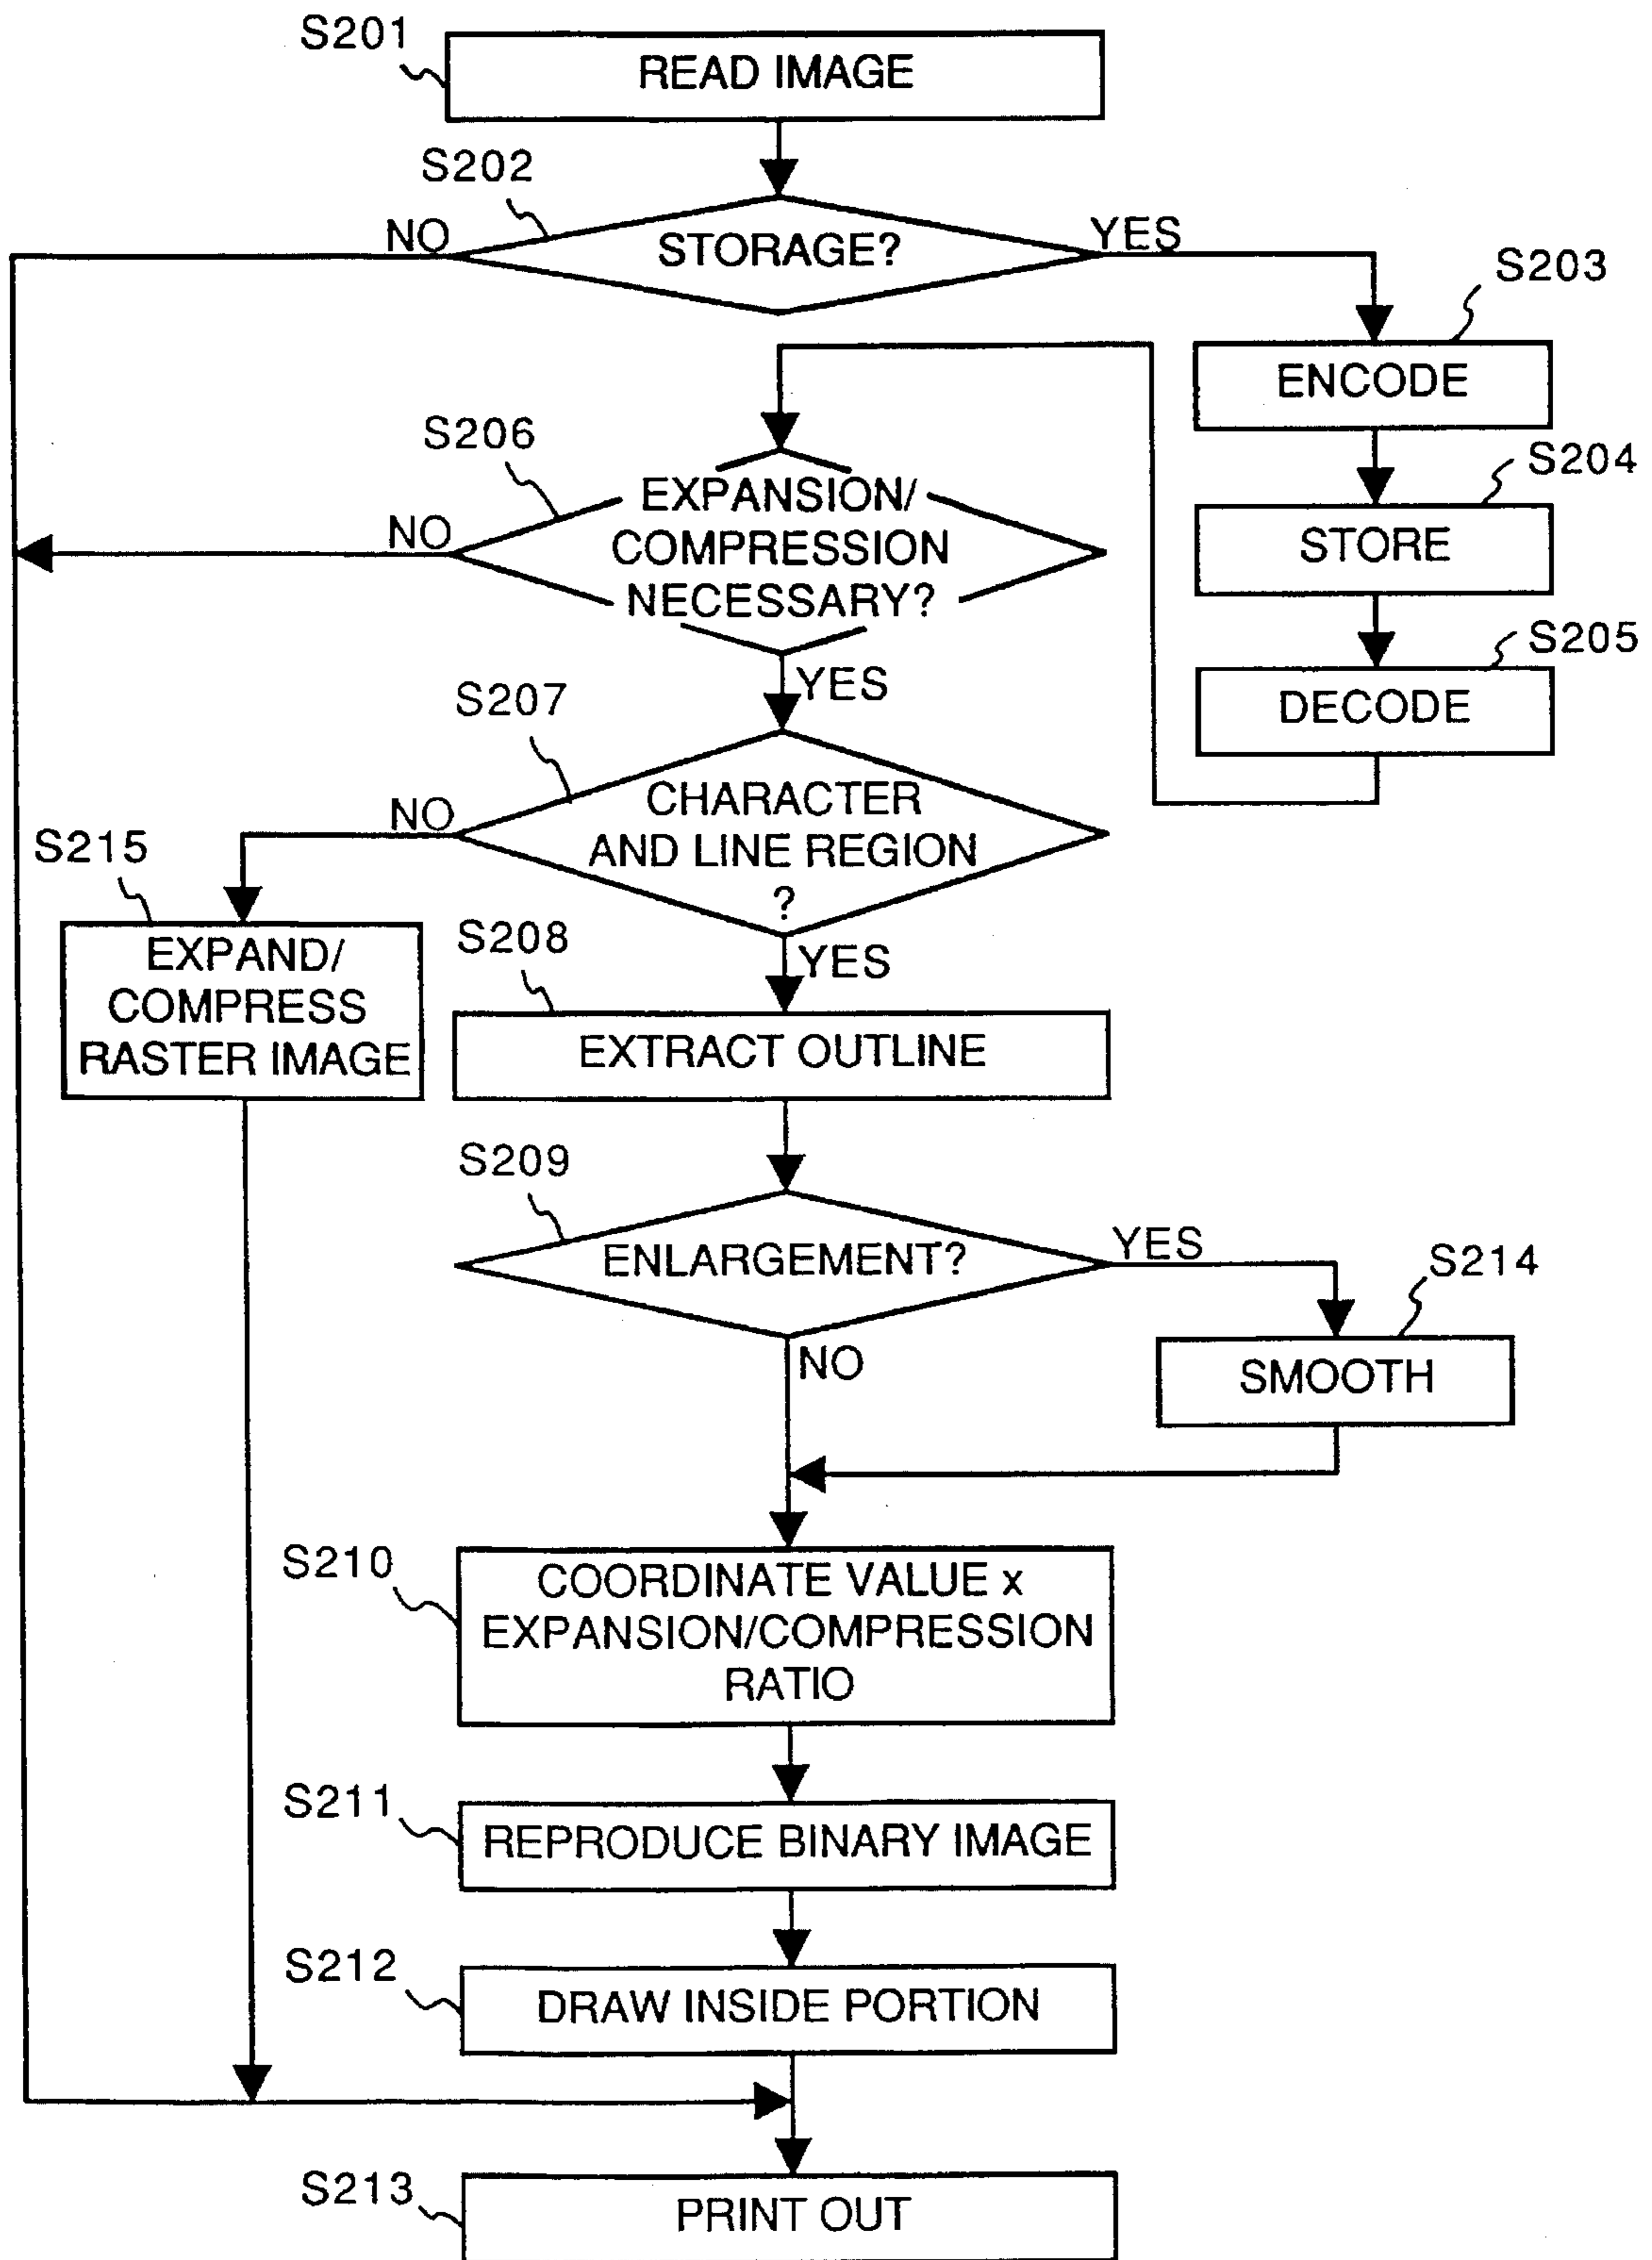 S201
READ IMAGE
S202
NO
STORAGE?
YES
S203
ENCODE
S206
EXPANSION/
COMPRESSION
NECESSARY?
NO
S204
STORE
YES
S205
DECODE
S207
CHARACTER
AND LINE REGION
?
NO
S215
EXPAND/
COMPRESS
RASTER IMAGE
YES
S208
EXTRACT OUTLINE
S209
ENLARGEMENT?
YES
S214
SMOOTH
NO
S210
COORDINATE VALUE x
EXPANSION/COMPRESSION
RATIO
S211
REPRODUCE BINARY IMAGE
S212
DRAW INSIDE PORTION
S213
PRINT OUT